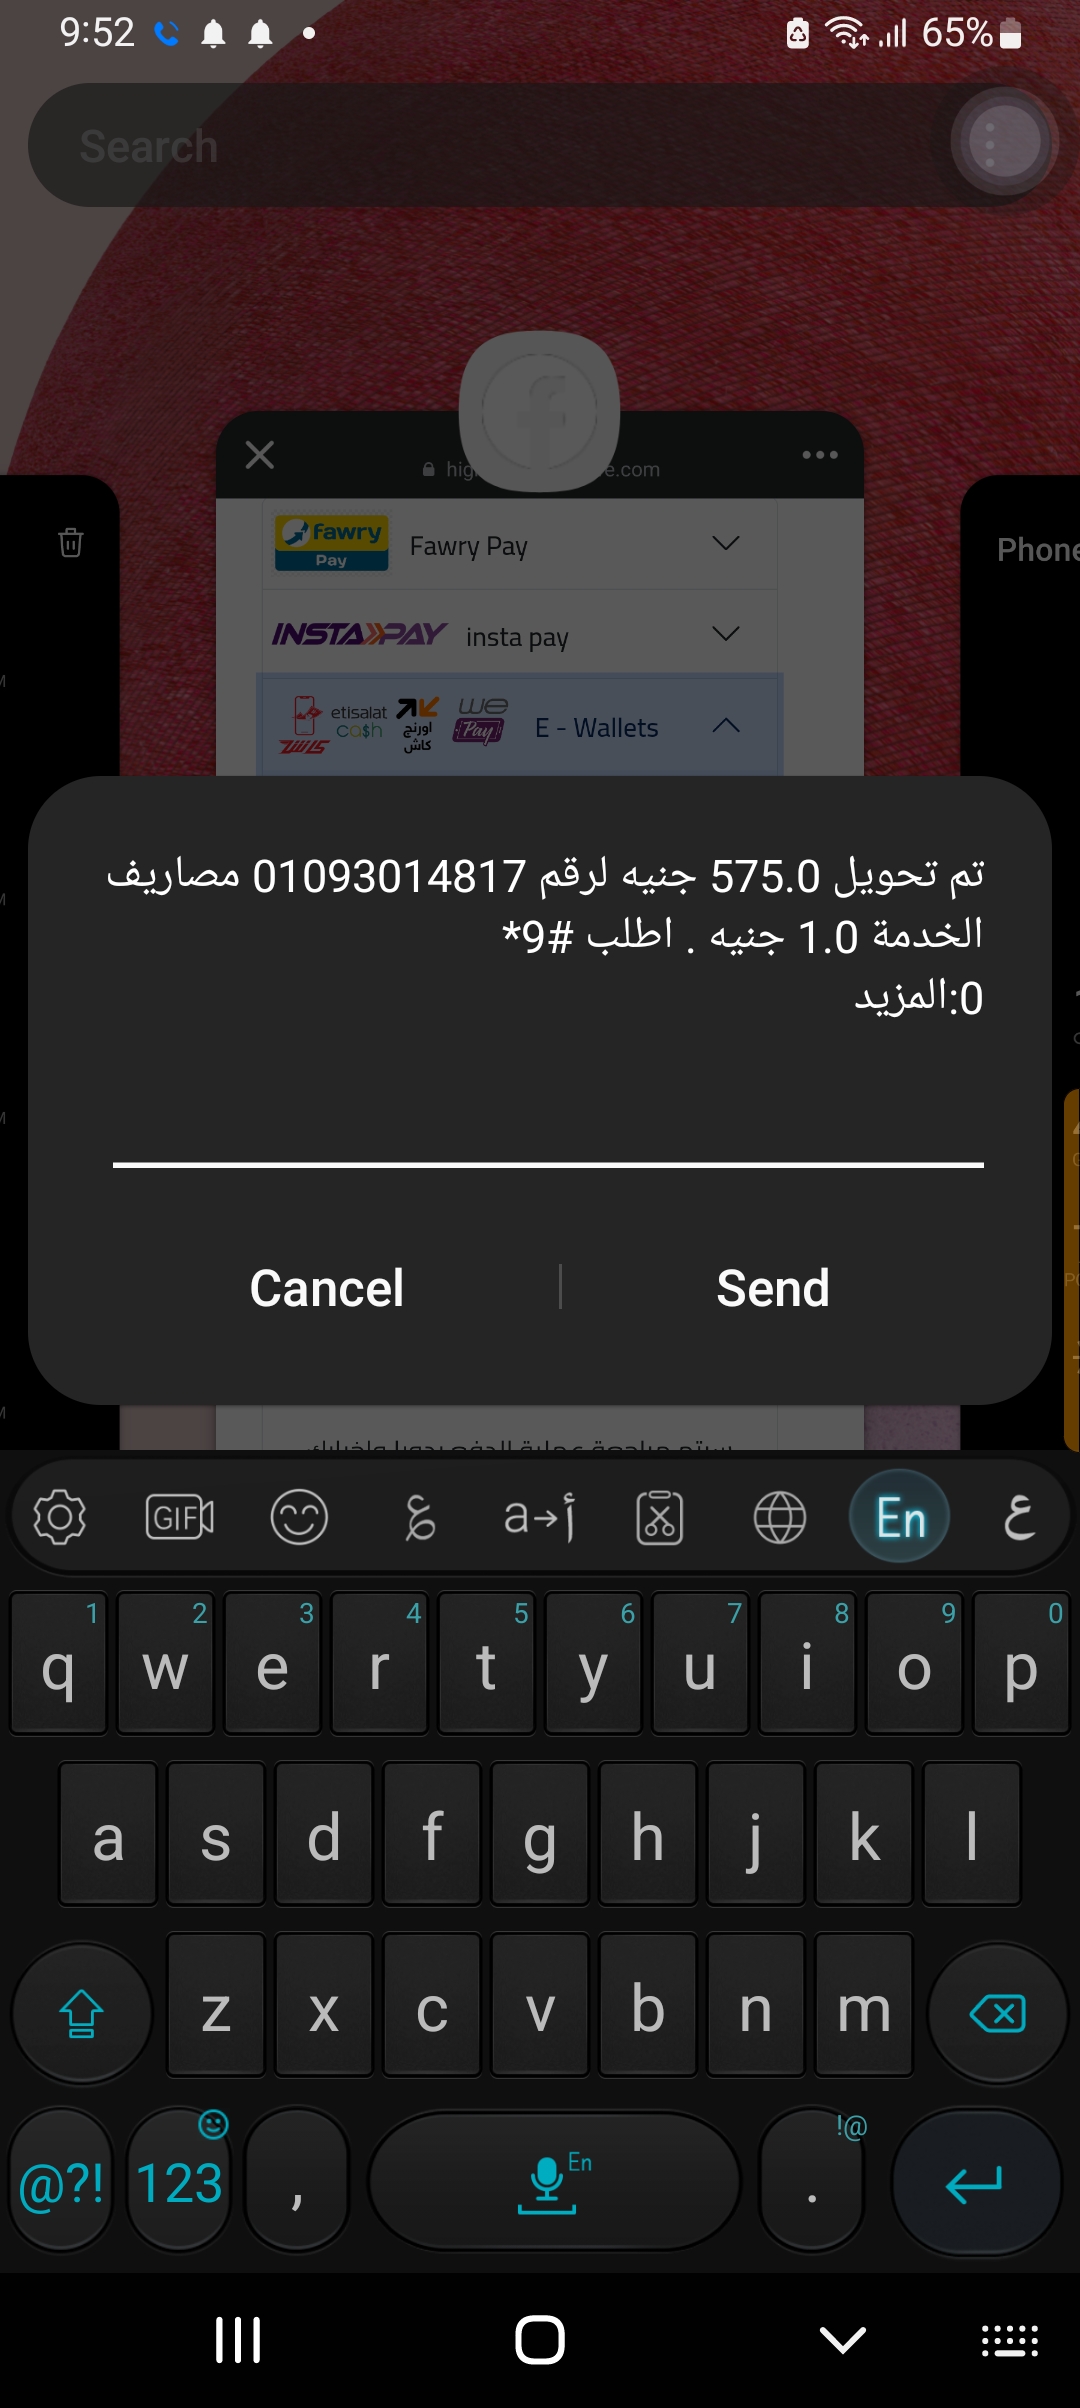 9:52
65%
Search
hig
e.com
fawry
Pay
Fawry Pay
INSTAPAY
insta pay
كاش
etisalat
cash
اورنج
كاش
we
Pay
E - Wallets
Phone
تم تحويل 575.0 جنيه لرقم 01093014817 مصاريف
الخدمة 1.0 جنيه . اطلب #9*
0:المزيد
Cancel
Send
GIF
a→أ
En
ع
1 2 3 4 5 6 7 8 9 0
q w e r t y u i o p
a s d f g h j k l
z x c v b n m
@?! 123 , En . !@